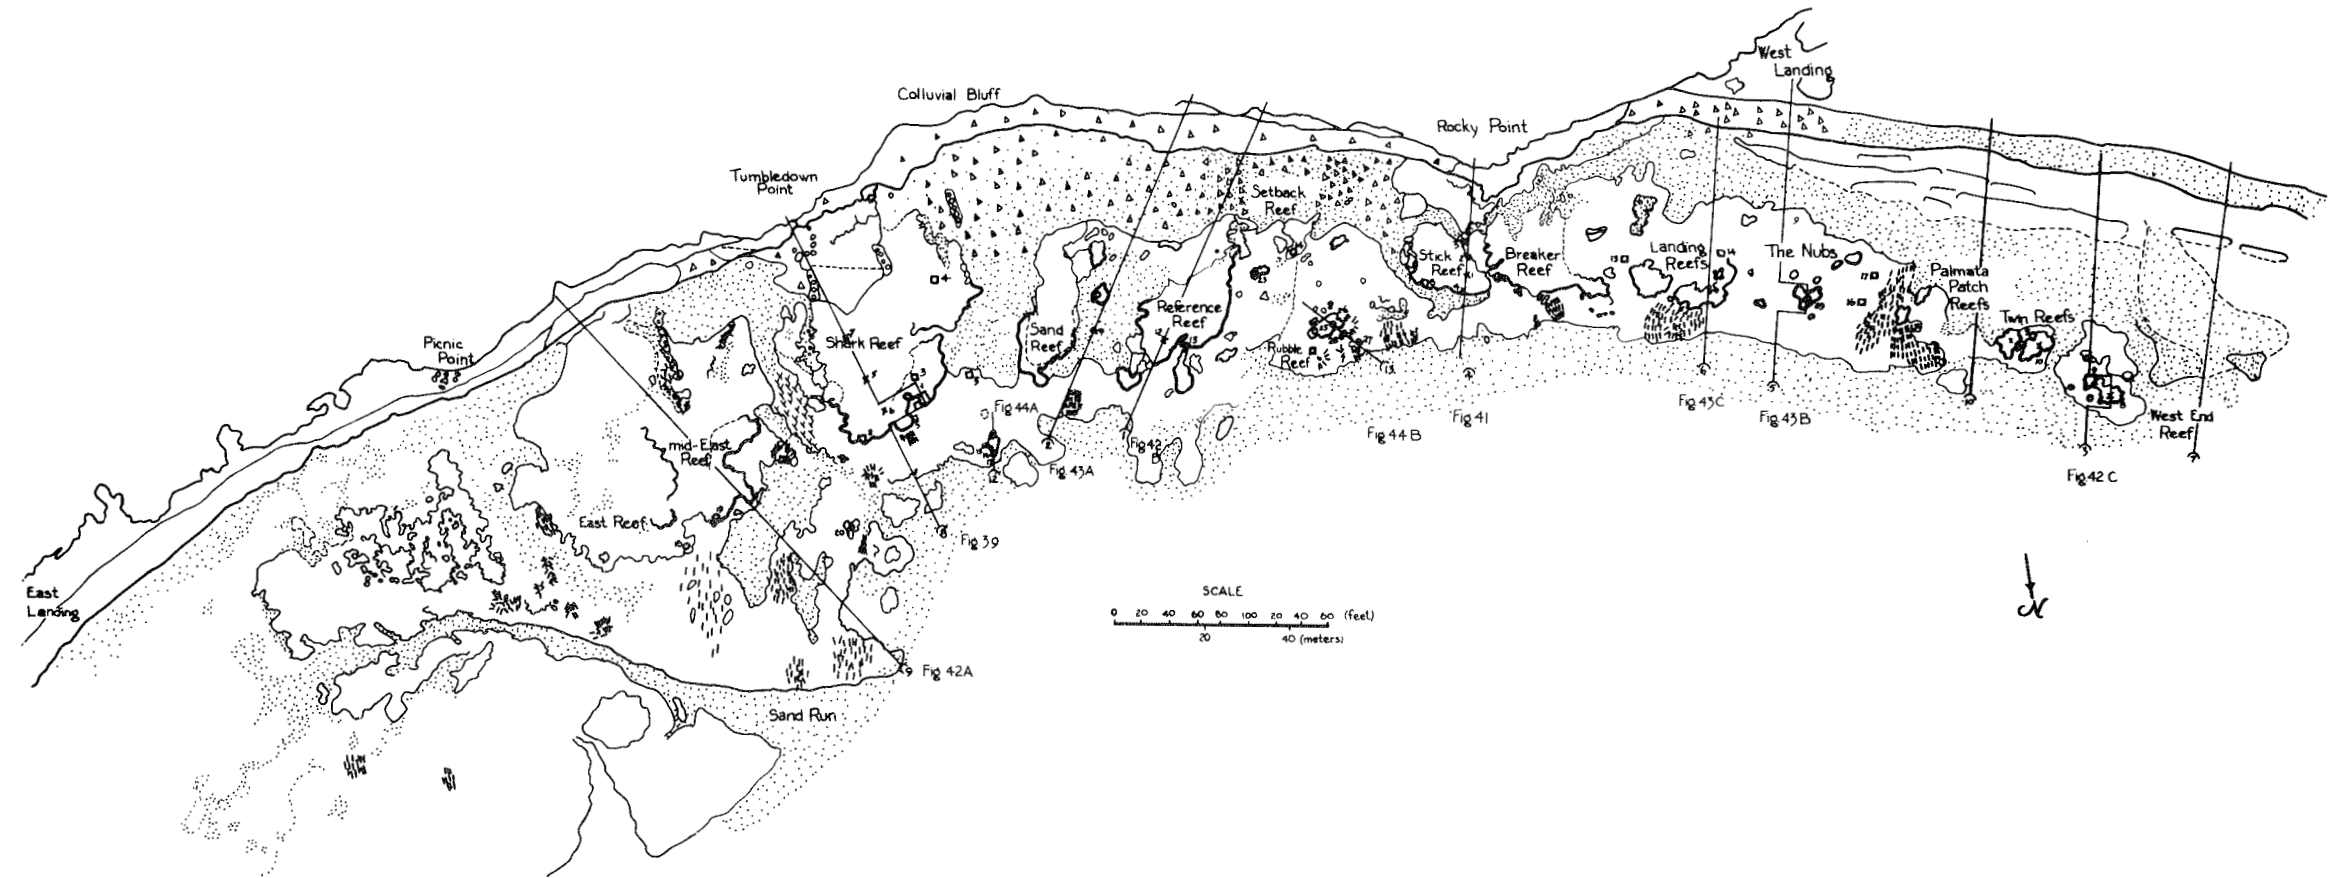 West
Landing
Colluvial Bluff
Rocky Point
Tumbledown
Point
Setback
Reef
Stick
Reef
Breaker
Reef
Landing
Reefs
The Nubs
Palmata
Patch
Reefs
Twin Reefs
Picnic
Point
Shark Reef
Sand
Reef
Reference
Reef
Rubble
Reef
Fig 44A
Fig 41
Fig 43C
Fig 43B
Fig 44B
West End
Reef
mid-East
Reef
Fig 43A
Fig 42
B
Fig 42C
East Reef
Fig 39
East
Landing
SCALE
0 20 40 60 80 100 20 40 60 (feet)
20 40 (meters)
N
Fig 42A
Sand Run